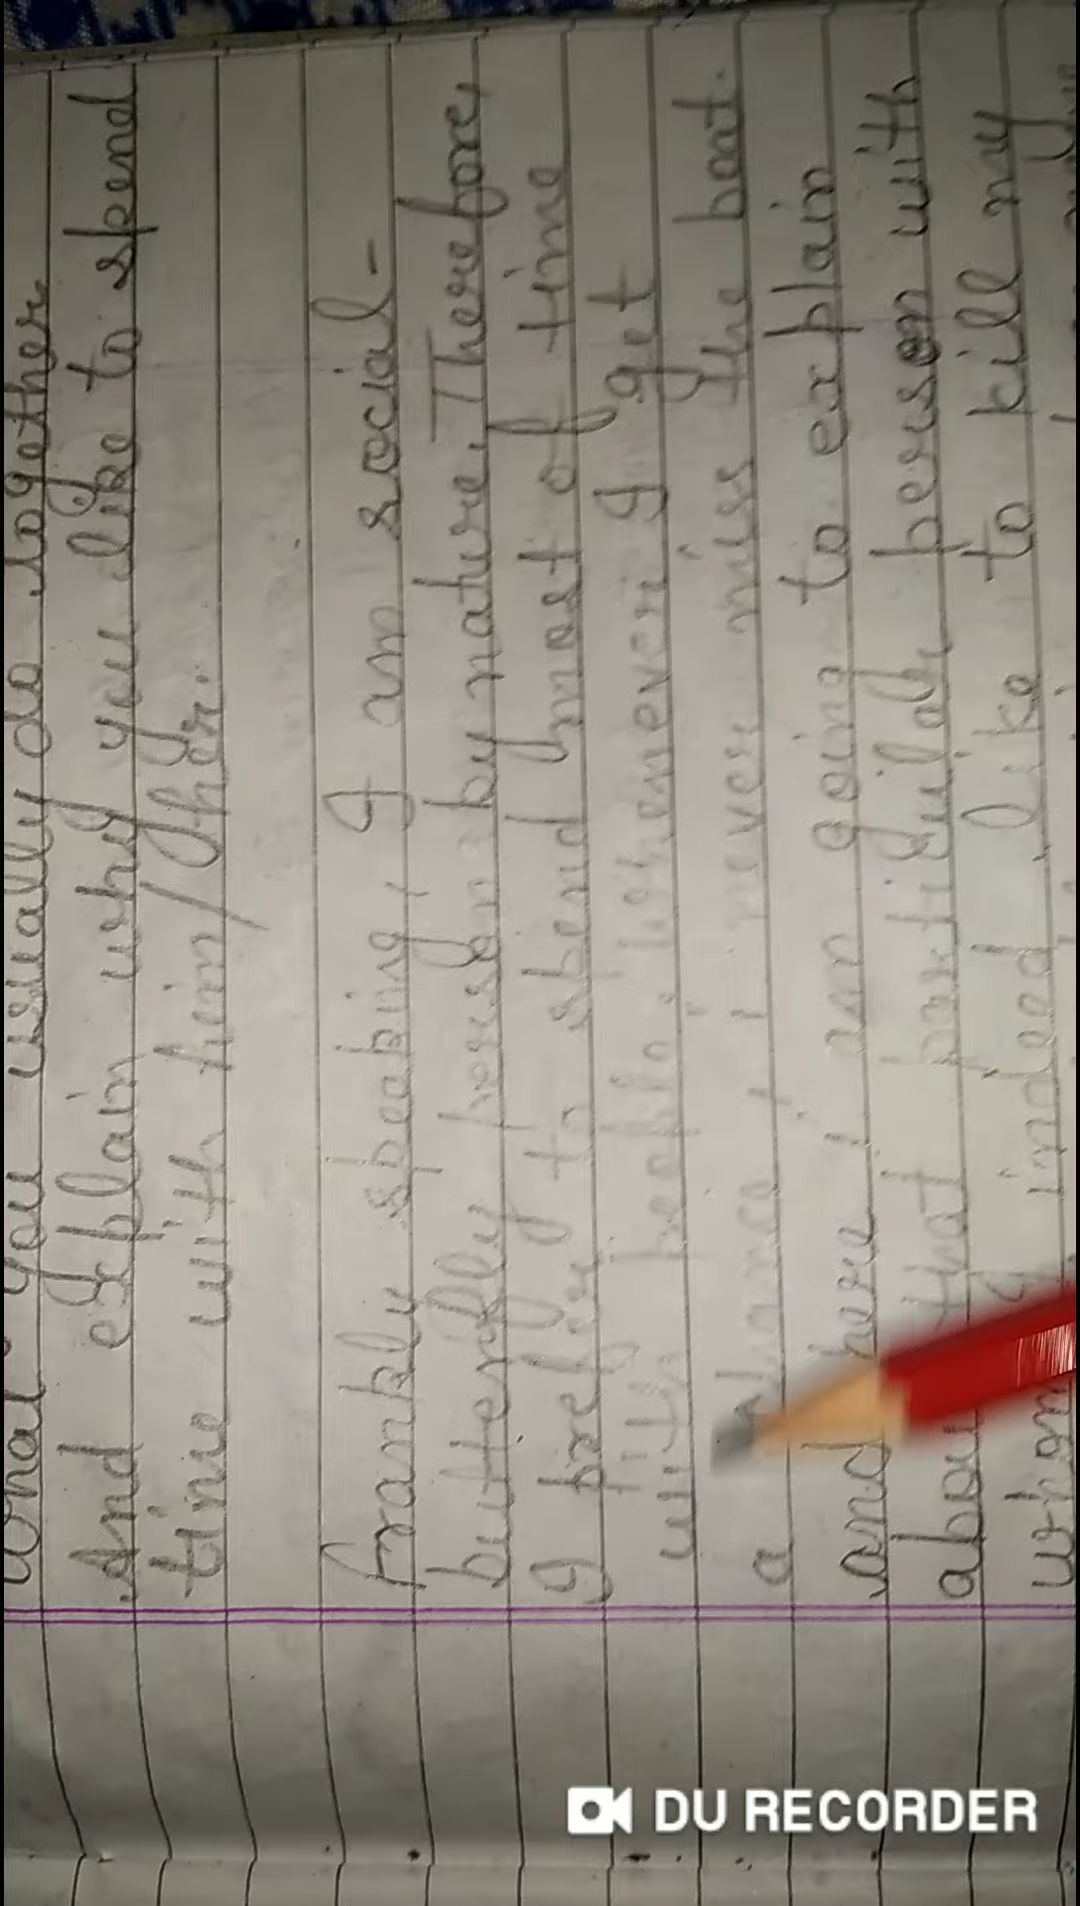 What you usually do together
And explain why you like to spend
time with him/her.
Frankly speaking, I am social-
butterfly person by nature. Therefore,
I prefer to spend most of time
with people. whenever I get
a chance, i never miss the boat.
and here, i am going to explain
about that particular person with
whom I indeed like to kill my
DU RECORDER